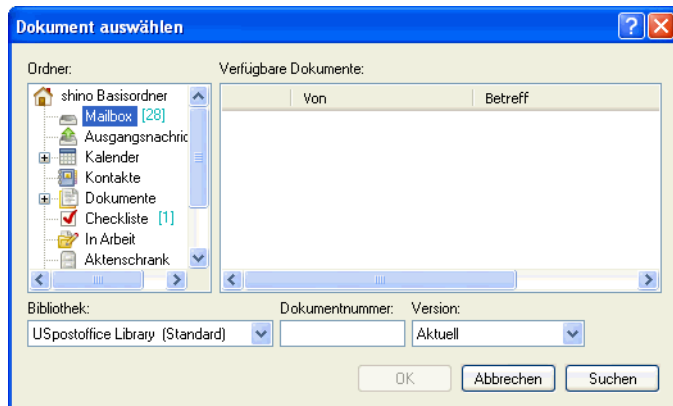 Dokument auswählen
Ordner:
Verfügbare Dokumente:
shino Basisordner
Mailbox [28]
Ausgangsnachric
Kalender
Kontakte
Dokumente
Checkliste [1]
In Arbeit
Aktenschrank
Von
Betreff
Bibliothek:
Dokumentnummer:
Version:
USpostoffice Library (Standard)
Aktuell
OK
Abbrechen
Suchen